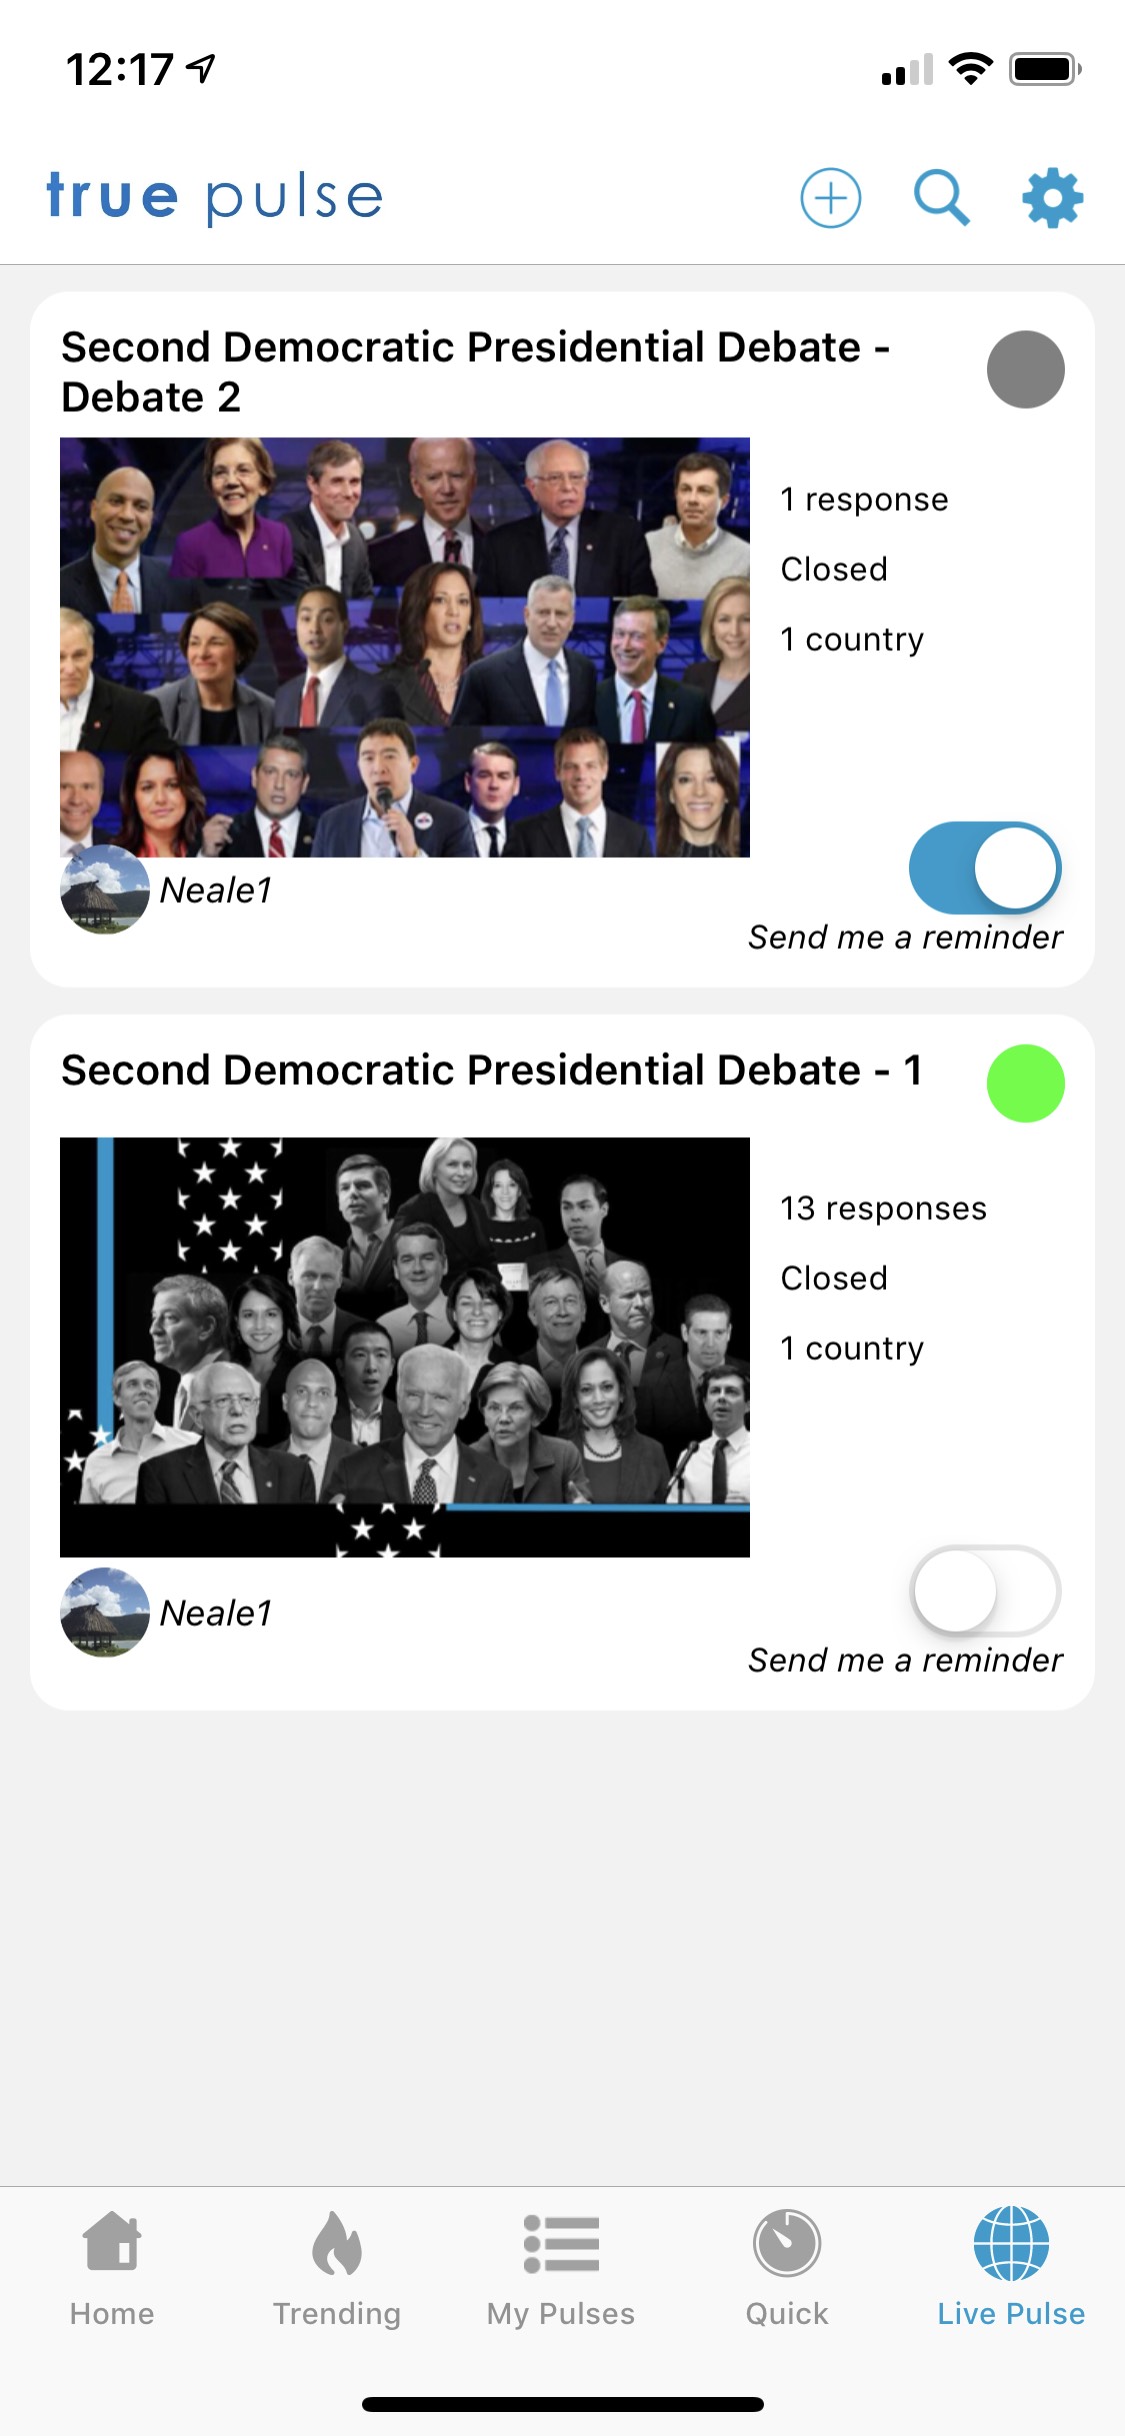 12:17
true pulse
Second Democratic Presidential Debate -
Debate 2
1 response
Closed
1 country
Neale1
Send me a reminder
Second Democratic Presidential Debate - 1
13 responses
Closed
1 country
Neale1
Send me a reminder
Home
Trending
My Pulses
Quick
Live Pulse